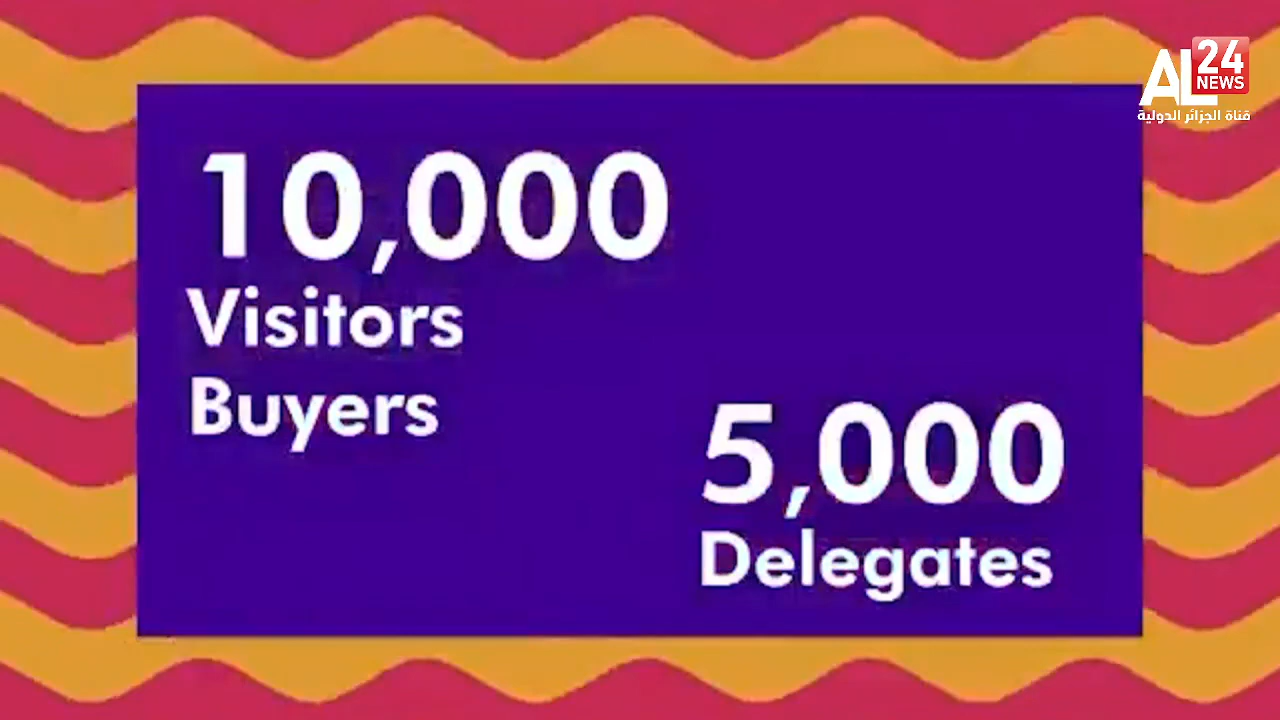 10,000
Visitors
Buyers
5,000
Delegates
AL
24
NEWS
قناة الجزائر الدولية